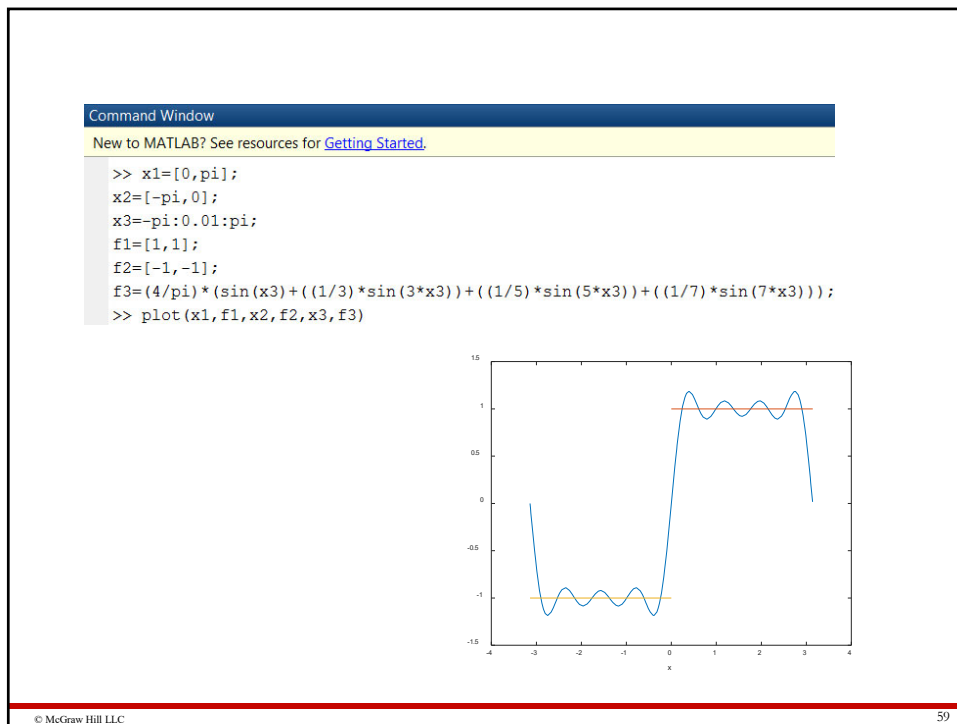 Command Window
New to MATLAB? See resources for Getting Started.
>> x1=[0,pi];
x2=[-pi,0];
x3=-pi:0.01:pi;
f1=[1,1];
f2=[-1,-1];
f3=(4/pi)*(sin(x3)+((1/3)*sin(3*x3))+((1/5)*sin(5*x3))+((1/7)*sin(7*x3)));
>> plot(x1,f1,x2,f2,x3,f3)
1.5
1
0.5
0
-0.5
-1
-1.5
-4 -3 -2 -1 0 1 2 3 4
x
© McGraw Hill LLC
59